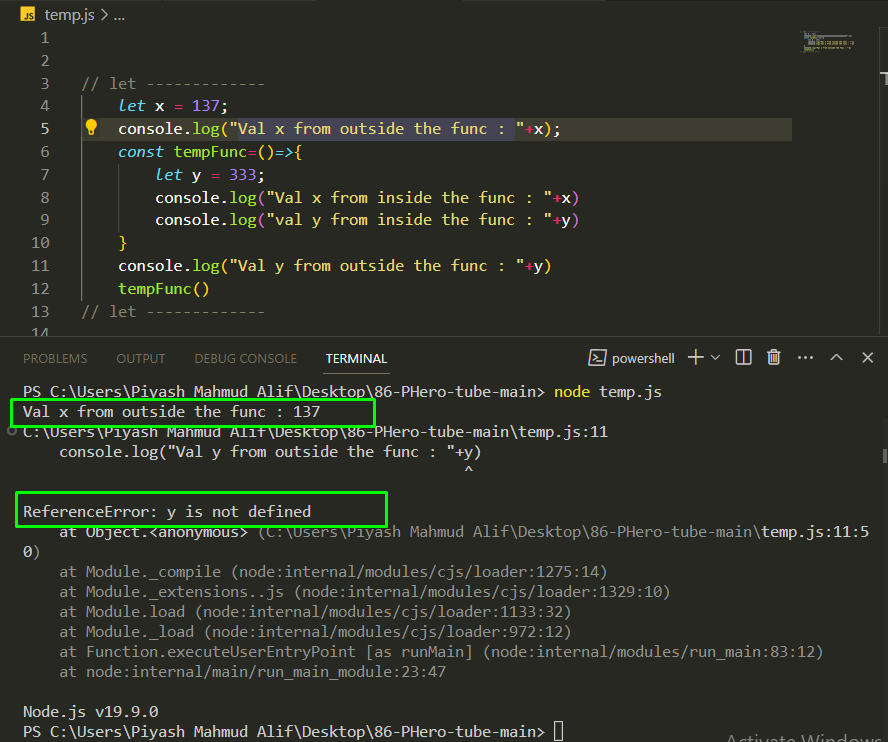 JS temp.js > ...
1
2
3 // let -------------
4 let x = 137;
5 console.log("Val x from outside the func : "+x);
6 const tempFunc=()=>{
7 let y = 333;
8 console.log("Val x from inside the func : "+x)
9 console.log("val y from inside the func : "+y)
10 }
11 console.log("Val y from outside the func : "+y)
12 tempFunc()
13 // let -------------
14
PROBLEMS OUTPUT DEBUG CONSOLE TERMINAL powershell
PS C:\Users\Piyash Mahmud Alif\Desktop\86-PHero-tube-main> node temp.js
Val x from outside the func : 137
C:\Users\Piyash Mahmud Alif\Desktop\86-PHero-tube-main\temp.js:11
console.log("Val y from outside the func : "+y)
^
ReferenceError: y is not defined
at Object.<anonymous> (C:\Users\Piyash Mahmud Alif\Desktop\86-PHero-tube-main\temp.js:11:5
0)
at Module._compile (node:internal/modules/cjs/loader:1275:14)
at Module._extensions..js (node:internal/modules/cjs/loader:1329:10)
at Module.load (node:internal/modules/cjs/loader:1133:32)
at Module._load (node:internal/modules/cjs/loader:972:12)
at Function.executeUserEntryPoint [as runMain] (node:internal/modules/run_main:83:12)
at node:internal/main/run_main_module:23:47
Node.js v19.9.0
PS C:\Users\Piyash Mahmud Alif\Desktop\86-PHero-tube-main>
Activate Windows